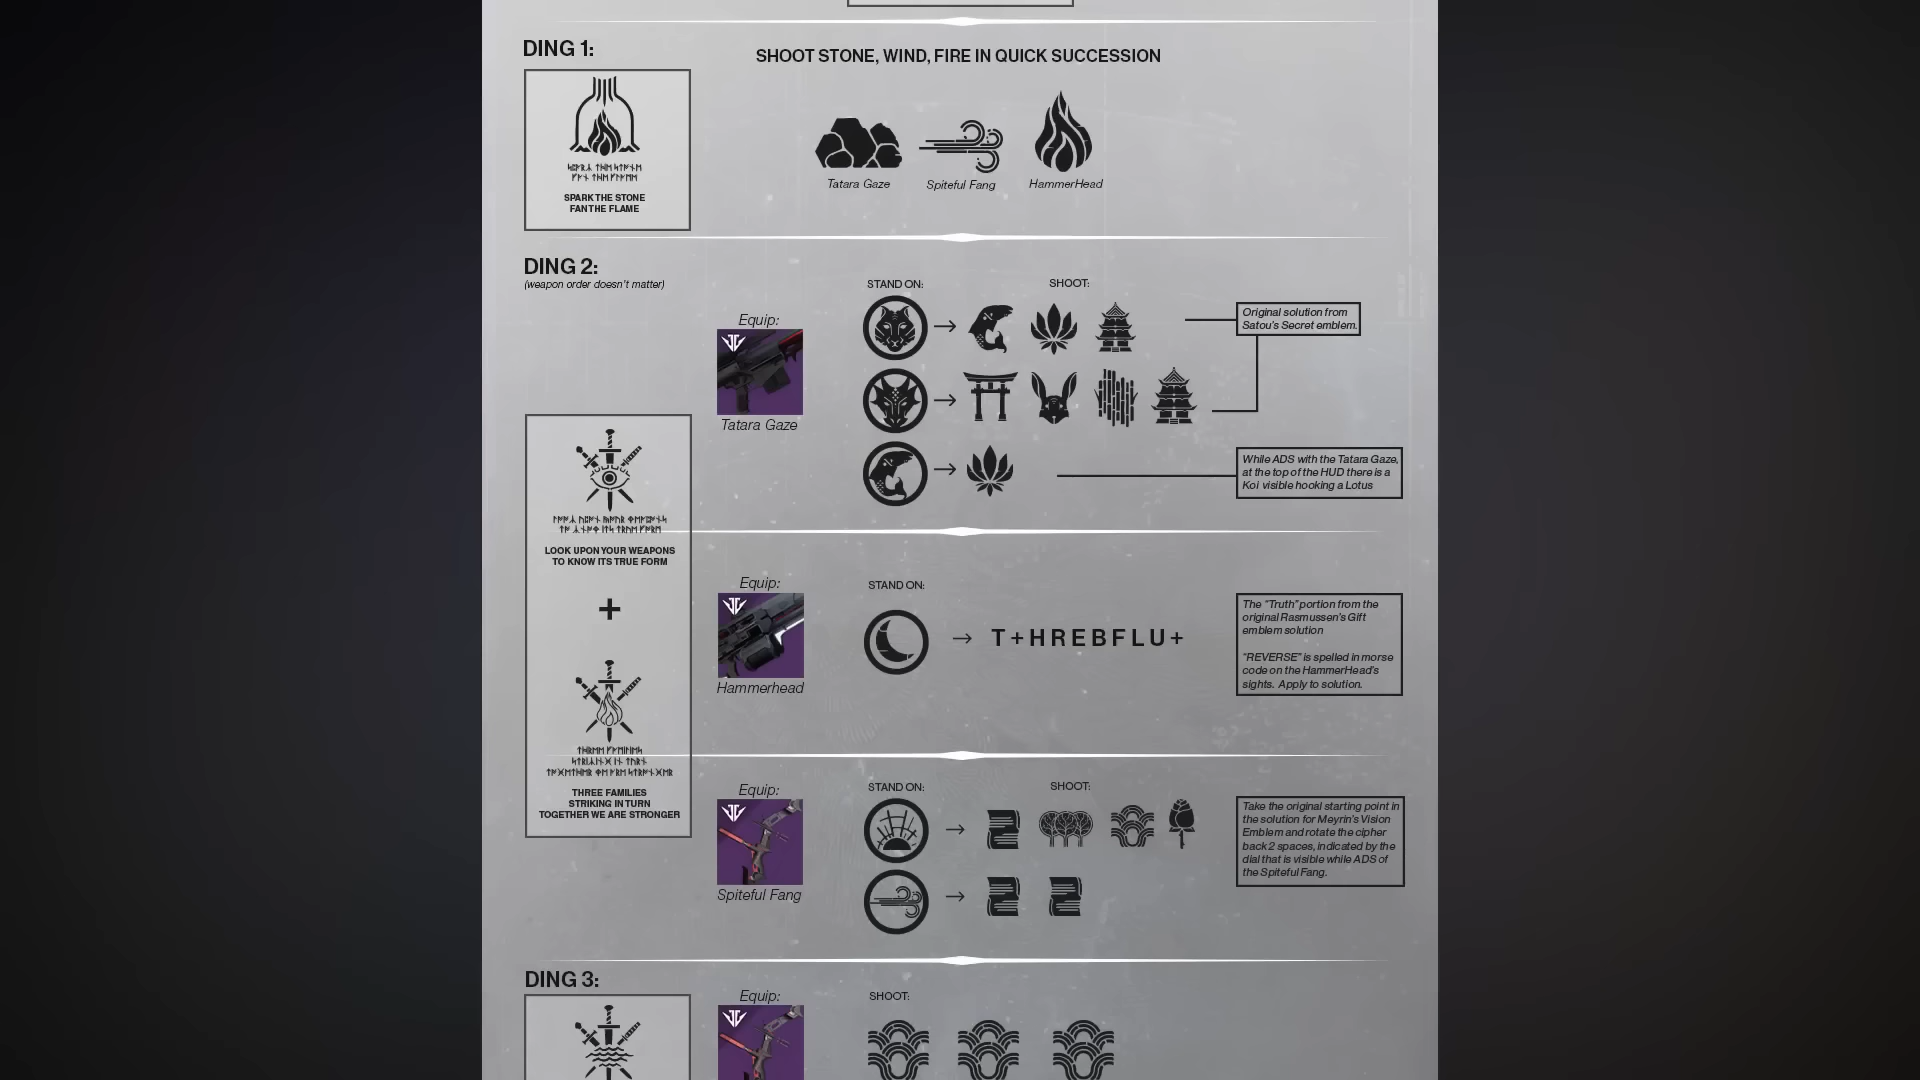 DING 1:
SHOOT STONE, WIND, FIRE IN QUICK SUCCESSION
SPARK THE STONE
FAN THE FLAME
Tatara Gaze
Spiteful Fang
HammerHead
DING 2:
(weapon order doesn't matter)
Equip:
Tatara Gaze
STAND ON:
SHOOT:
Original solution from
Satou's Secret emblem.
While ADS with the Tatara Gaze,
at the top of the HUD there is a
Koi visible hooking a Lotus
LOOK UPON YOUR WEAPONS
TO KNOW ITS TRUE FORM
+
THREE FAMILIES
STRIKING IN TURN
TOGETHER WE ARE STRONGER
Equip:
Hammerhead
STAND ON:
T+HREBFLU+
The "Truth" portion from the
original Rasmussen's Gift
emblem solution
"REVERSE" is spelled in morse
code on the HammerHead's
sights. Apply to solution.
Equip:
Spiteful Fang
STAND ON:
SHOOT:
Take the original starting point in
the solution for Meyrin's Vision
Emblem and rotate the cipher
back 2 spaces, indicated by the
dial that is visible while ADS of
the Spiteful Fang.
DING 3:
Equip:
SHOOT: